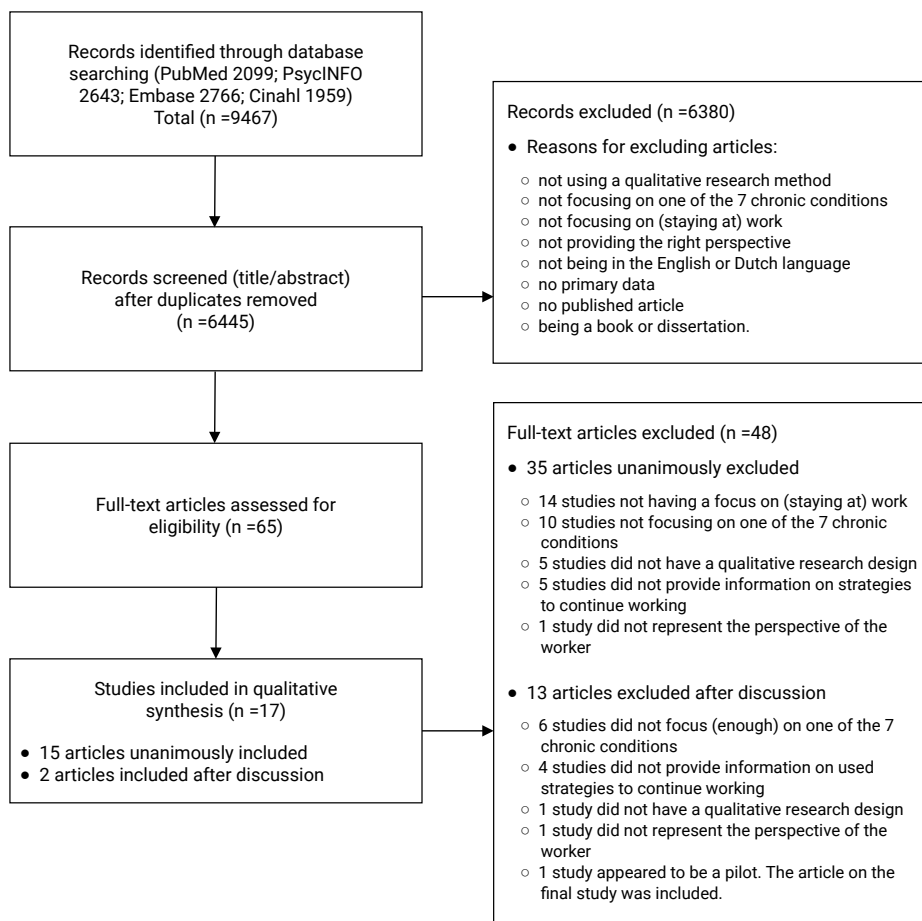 Records identified through database
searching (PubMed 2099; PsycINFO
2643; Embase 2766; Cinahl 1959)
Total (n =9467)
Records excluded (n =6380)
● Reasons for excluding articles:
○ not using a qualitative research method
○ not focusing on one of the 7 chronic conditions
○ not focusing on (staying at) work
○ not providing the right perspective
○ not being in the English or Dutch language
○ no primary data
○ no published article
○ being a book or dissertation.
Records screened (title/abstract)
after duplicates removed
(n =6445)
Full-text articles assessed for
eligibility (n =65)
Full-text articles excluded (n =48)
● 35 articles unanimously excluded
○ 14 studies not having a focus on (staying at) work
○ 10 studies not focusing on one of the 7 chronic
conditions
○ 5 studies did not have a qualitative research design
○ 5 studies did not provide information on strategies
to continue working
○ 1 study did not represent the perspective of the
worker
● 13 articles excluded after discussion
○ 6 studies did not focus (enough) on one of the 7
chronic conditions
○ 4 studies did not provide information on used
strategies to continue working
○ 1 study did not have a qualitative research design
○ 1 study did not represent the perspective of the
worker
○ 1 study appeared to be a pilot. The article on the
final study was included.
Studies included in qualitative
synthesis (n =17)
● 15 articles unanimously included
● 2 articles included after discussion